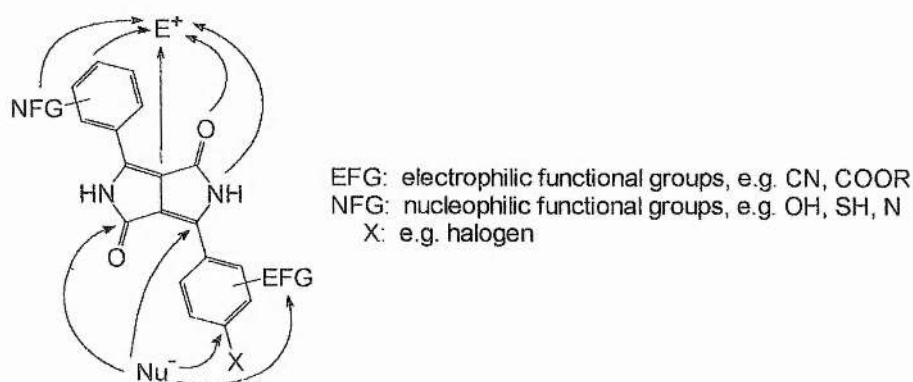 E⁺
NFG
O
HN
NH
O
EFG
X
Nu⁻
EFG: electrophilic functional groups, e.g. CN, COOR
NFG: nucleophilic functional groups, e.g. OH, SH, N
X: e.g. halogen